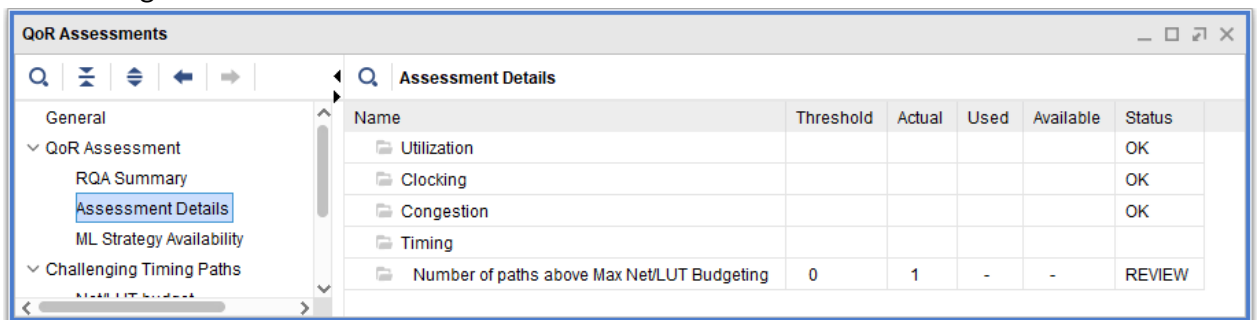 QoR Assessments
Assessment Details
General
QoR Assessment
RQA Summary
Assessment Details
ML Strategy Availability
Challenging Timing Paths
Name Threshold Actual Used Available Status
Utilization OK
Clocking OK
Congestion OK
Timing
Number of paths above Max Net/LUT Budgeting 0 1 - - REVIEW